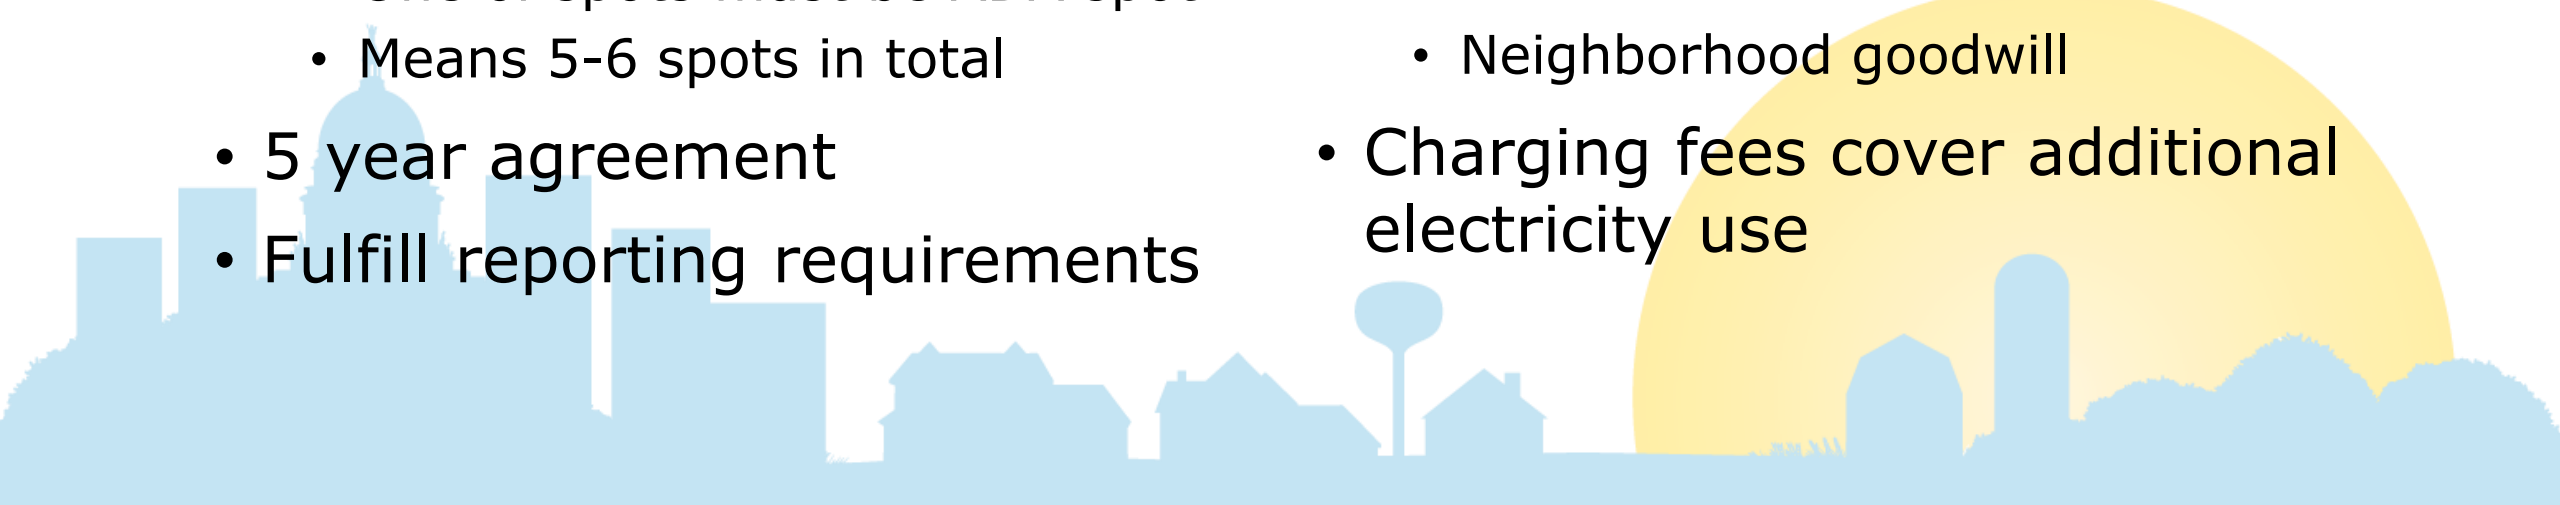 • Means 5-6 spots in total
• 5 year agreement
• Fulfill reporting requirements
• Neighborhood goodwill
• Charging fees cover additional
electricity use